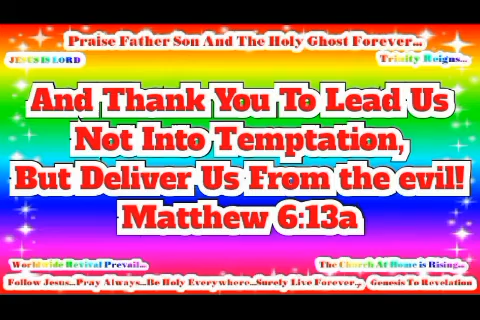 Praise Father Son And The Holy Ghost Forever...
JESUS IS LORD
Trinity Reigns...
And Thank You To Lead Us
Not Into Temptation,
But Deliver Us From the evil!
Matthew 6:13a
Worldwide Revival Prevail...
The Church At Home is Rising...
Follow Jesus...Pray Always...Be Holy Everywhere...Surely Live Forever...
Genesis To Revelation